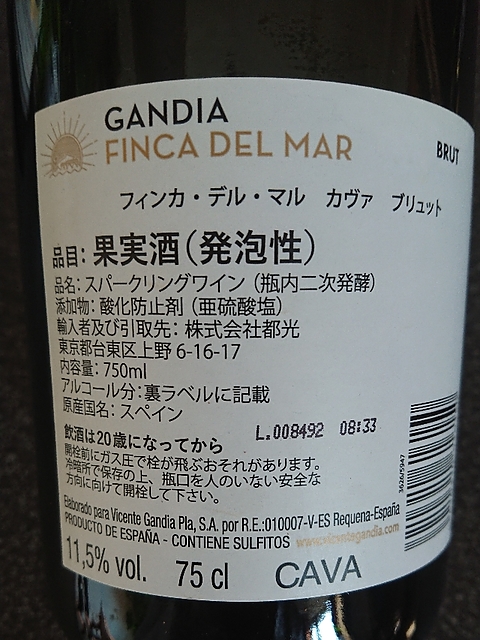 GANDIA
FINCA DEL MAR
BRUT
フィンカ・デル・マル カヴァ ブリュット
品目：果実酒（発泡性）
品名：スパークリングワイン（瓶内二次発酵）
添加物：酸化防止剤（亜硫酸塩）
輸入者及び引取先：株式会社都光
東京都台東区上野 6-16-17
内容量：750ml
アルコール分：裏ラベルに記載
原産国名：スペイン
飲酒は20歳になってから
L.008492 08:33
開栓前にガス圧で栓が飛ぶおそれがあります。
冷暗所で保存の上、瓶口を人のいない安全な
方向に向けて開栓して下さい。
3626/5947
Elaborado para Vicente Gandia Pla, S.A. por R.E.:010007-V-ES Requena-España
PRODUCTO DE ESPAÑA - CONTIENE SULFITOS www.vicentegandia.com
11,5% vol. 75 cl CAVA